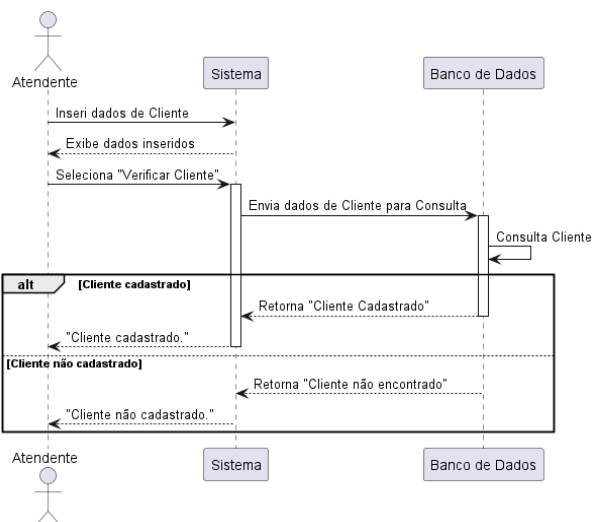 Atendente
Sistema
Banco de Dados
Inseri dados de Cliente
Exibe dados inseridos
Seleciona "Verificar Cliente"
Envia dados de Cliente para Consulta
Consulta Cliente
alt
[Cliente cadastrado]
Retorna "Cliente Cadastrado"
"Cliente cadastrado."
[Cliente não cadastrado]
Retorna "Cliente não encontrado"
"Cliente não cadastrado."
Atendente
Sistema
Banco de Dados